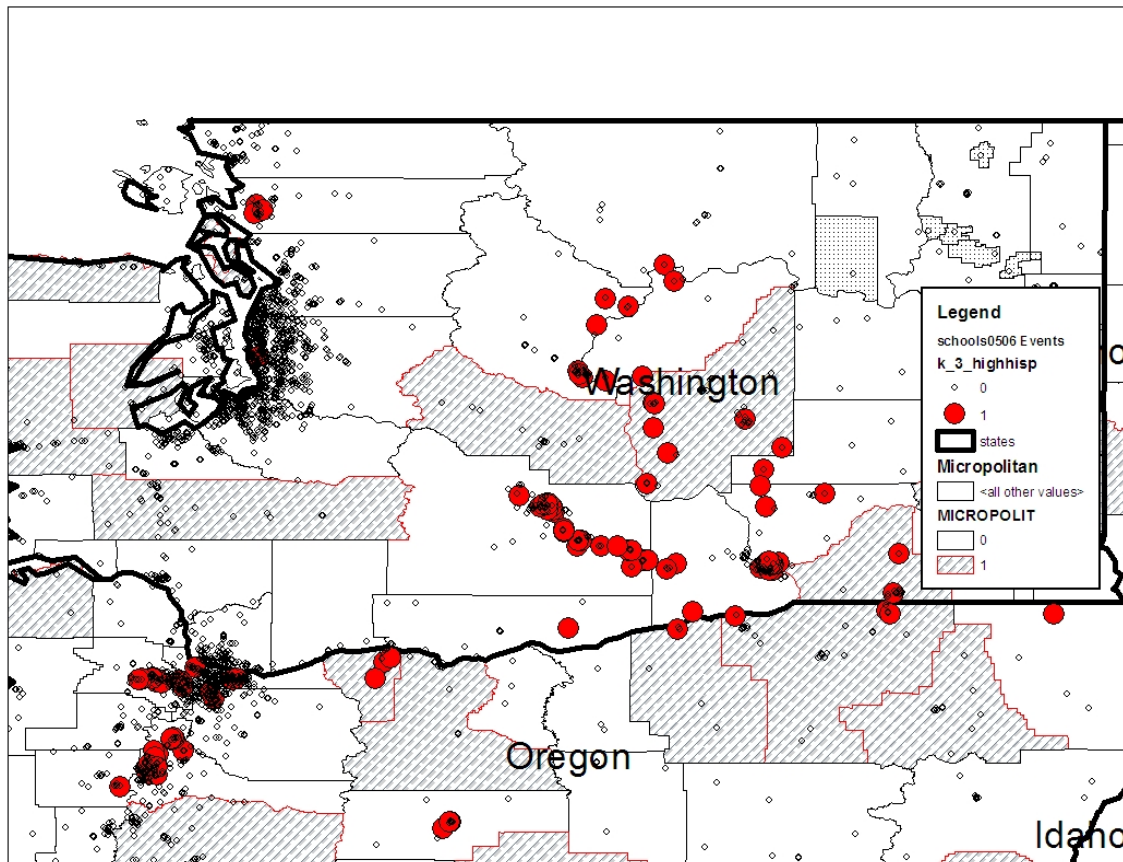 Legend
schools0506 Events
k_3_highhisp
0
1
states
Micropolitan
<all other values>
MICROPOLIT
0
1
o
Washington
Oregon
Idaho